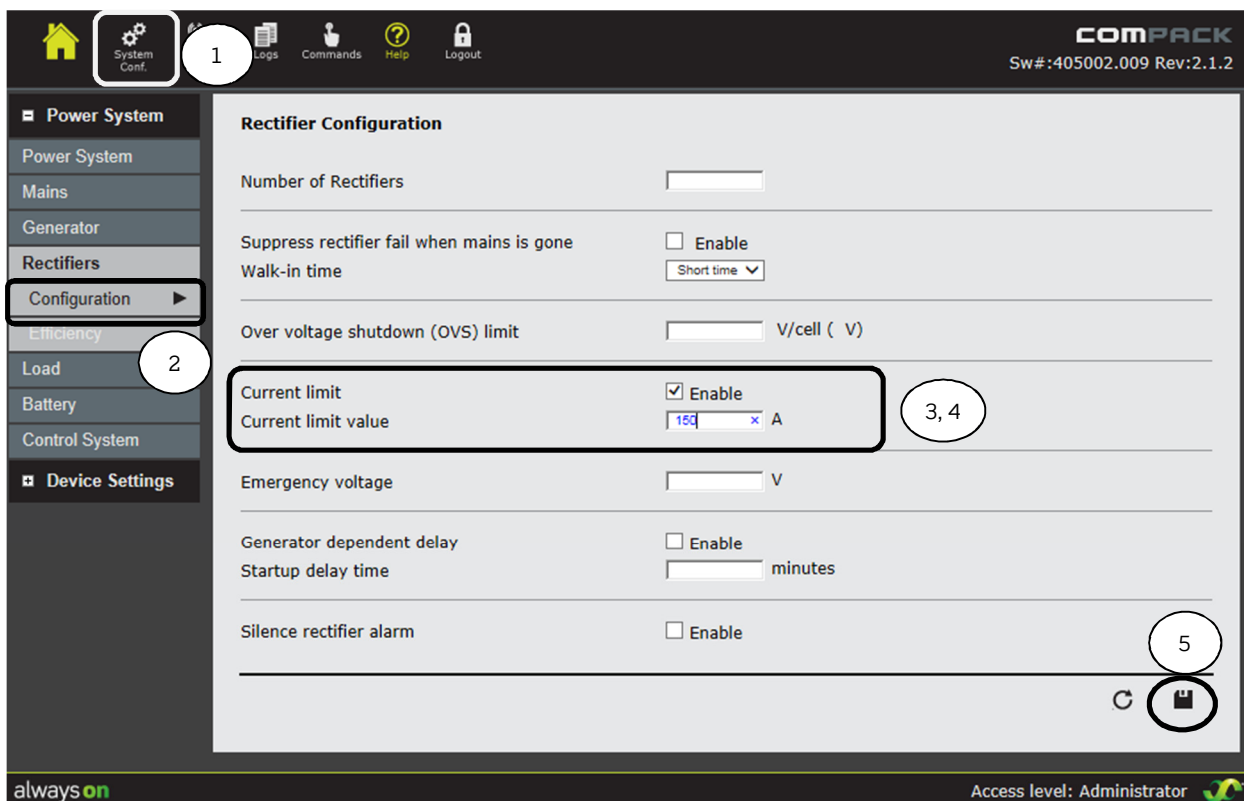 System
Conf.
1
Logs
Commands
Help
Logout
COMPACK
Sw#:405002.009 Rev:2.1.2
Power System
Power System
Mains
Generator
Rectifiers
Configuration
Efficiency
2
Load
Battery
Control System
Device Settings
Rectifier Configuration
Number of Rectifiers
Suppress rectifier fail when mains is gone
Enable
Walk-in time
Short time
Over voltage shutdown (OVS) limit
V/cell ( V)
Current limit
Enable
Current limit value
150 × A
3, 4
Emergency voltage
V
Generator dependent delay
Enable
Startup delay time
minutes
Silence rectifier alarm
Enable
5
always on
Access level: Administrator